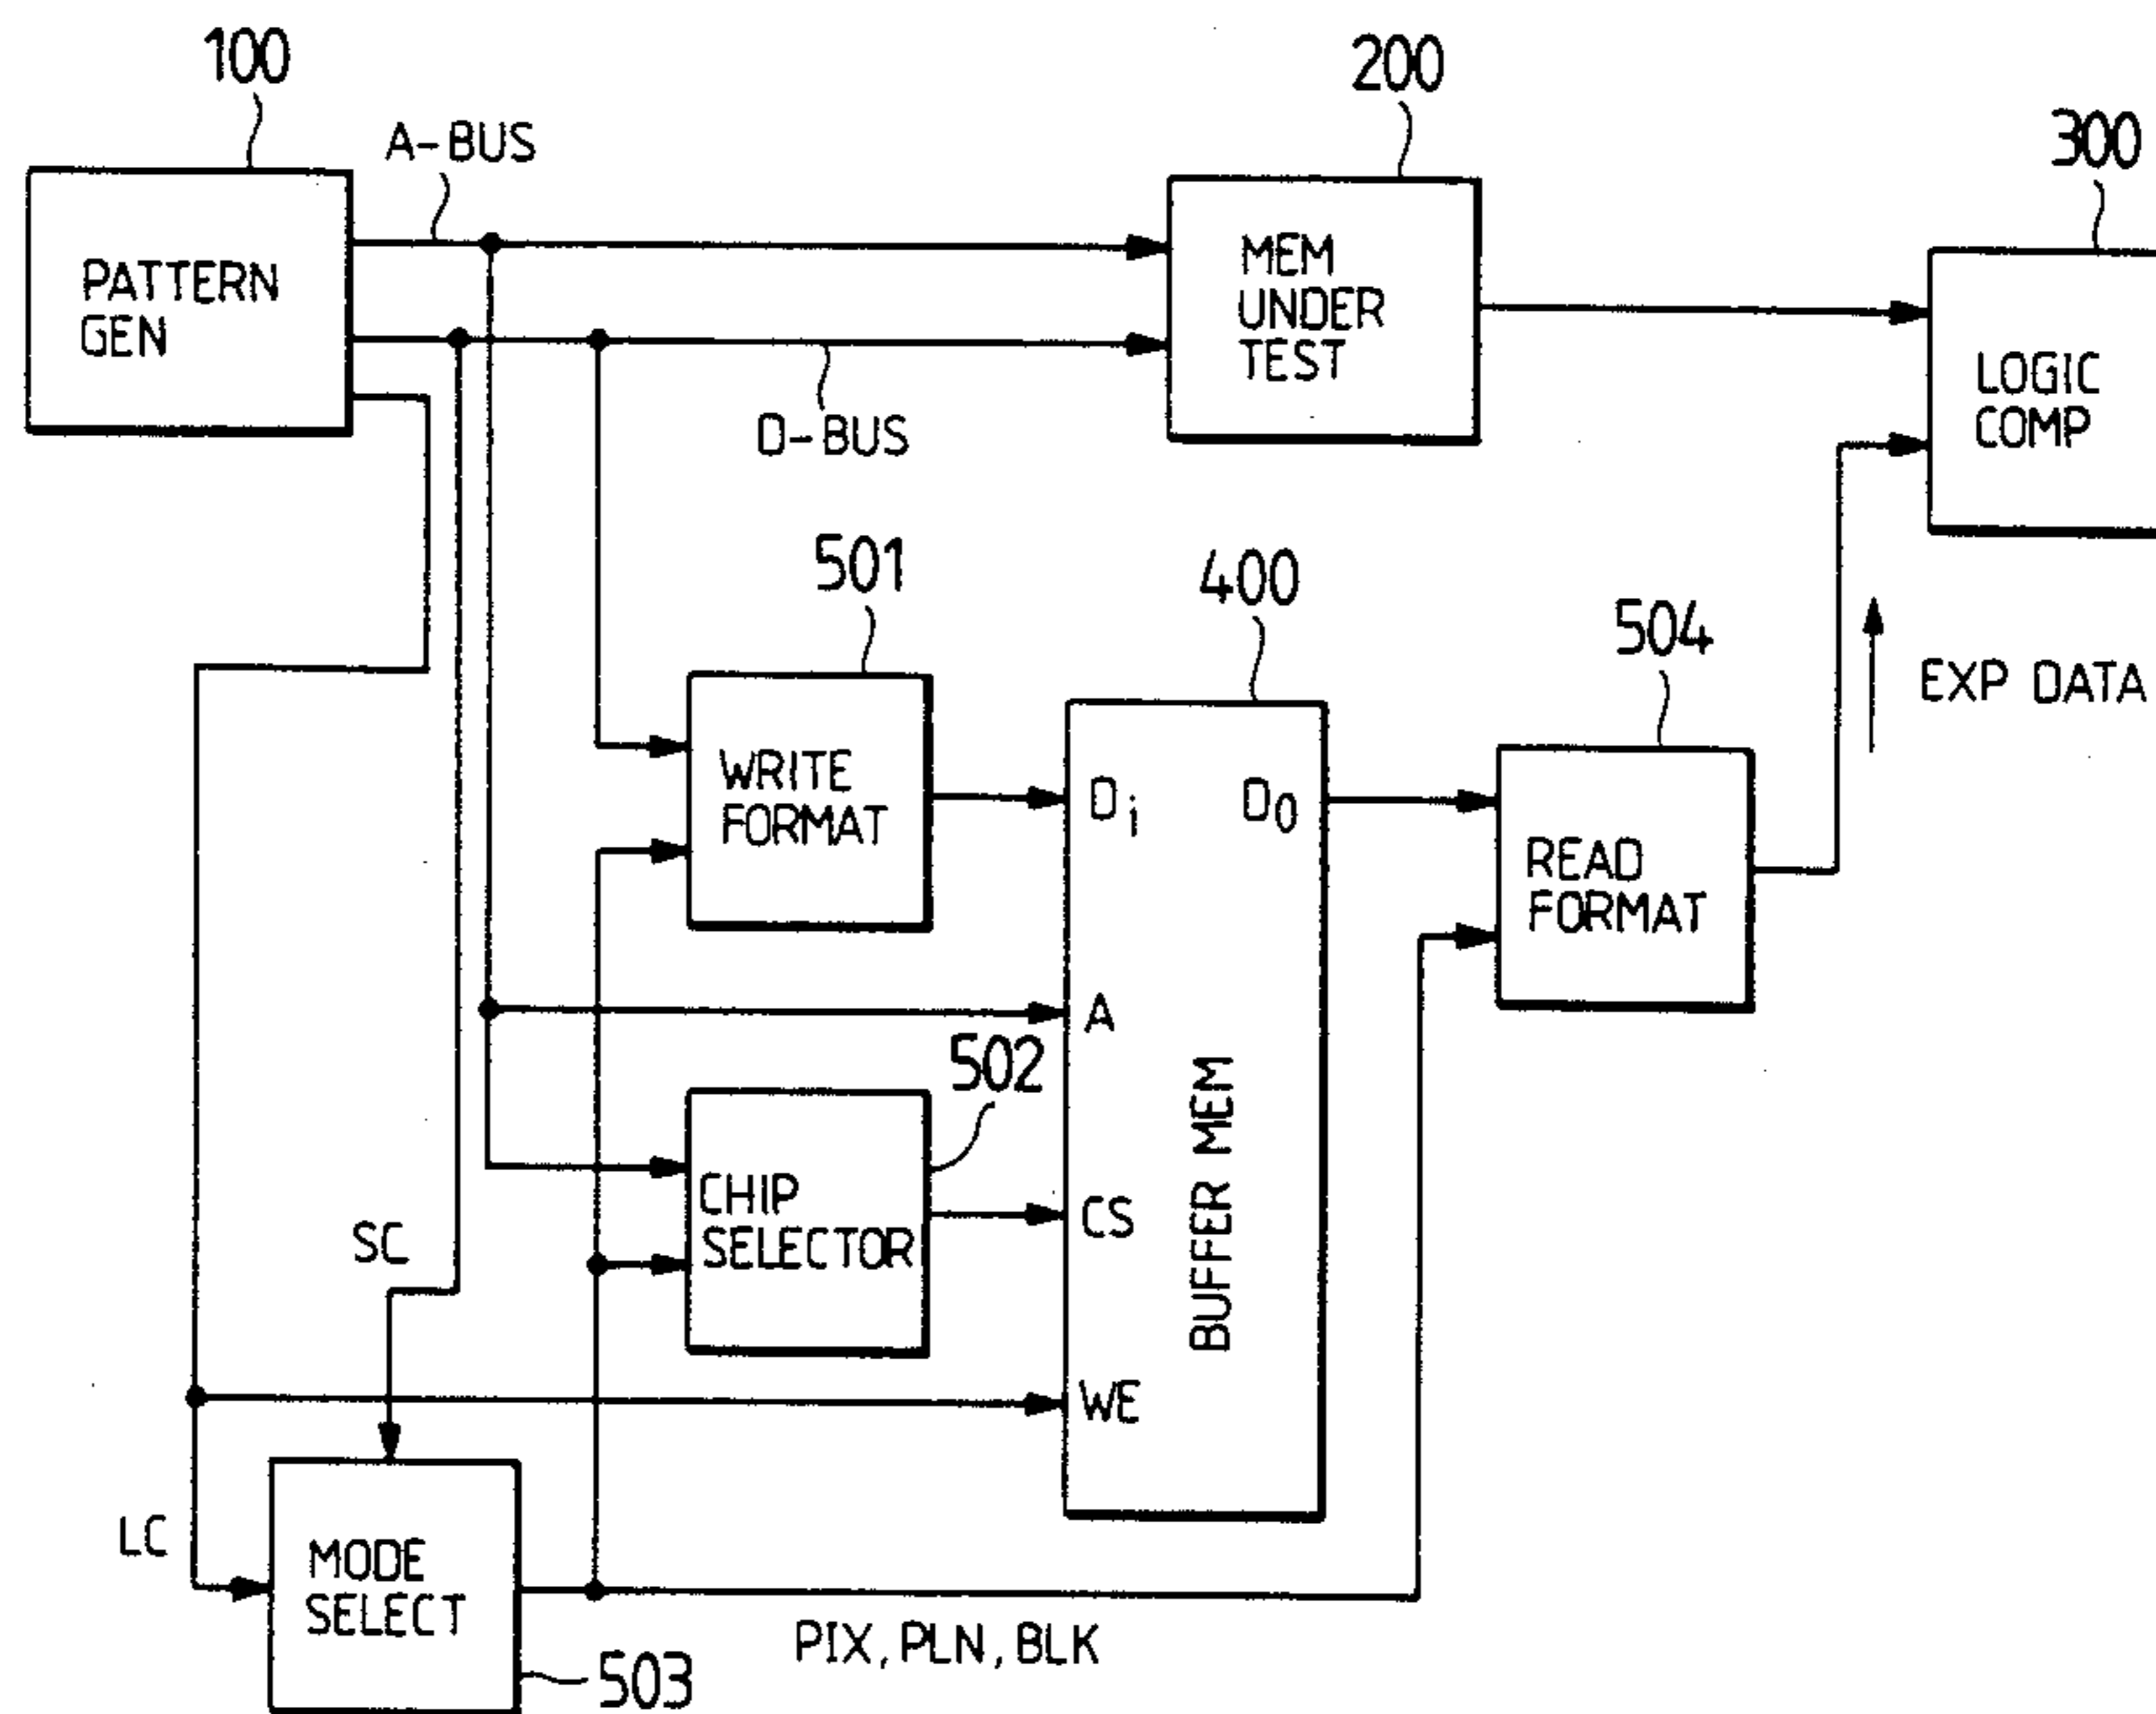 100
200
300
A-BUS
PATTERN
GEN
MEM
UNDER
TEST
LOGIC
COMP
D-BUS
501
400
504
EXP DATA
WRITE
FORMAT
Di
D0
READ
FORMAT
A
502
CHIP
SELECTOR
CS
BUFFER MEM
SC
WE
LC
MODE
SELECT
PIX, PLN, BLK
503